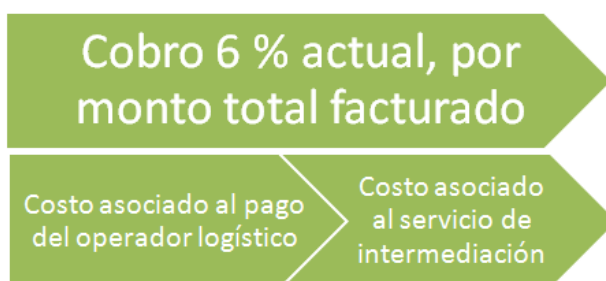 Cobro 6 % actual, por
monto total facturado
Costo asociado al pago
del operador logístico
Costo asociado
al servicio de
intermediación